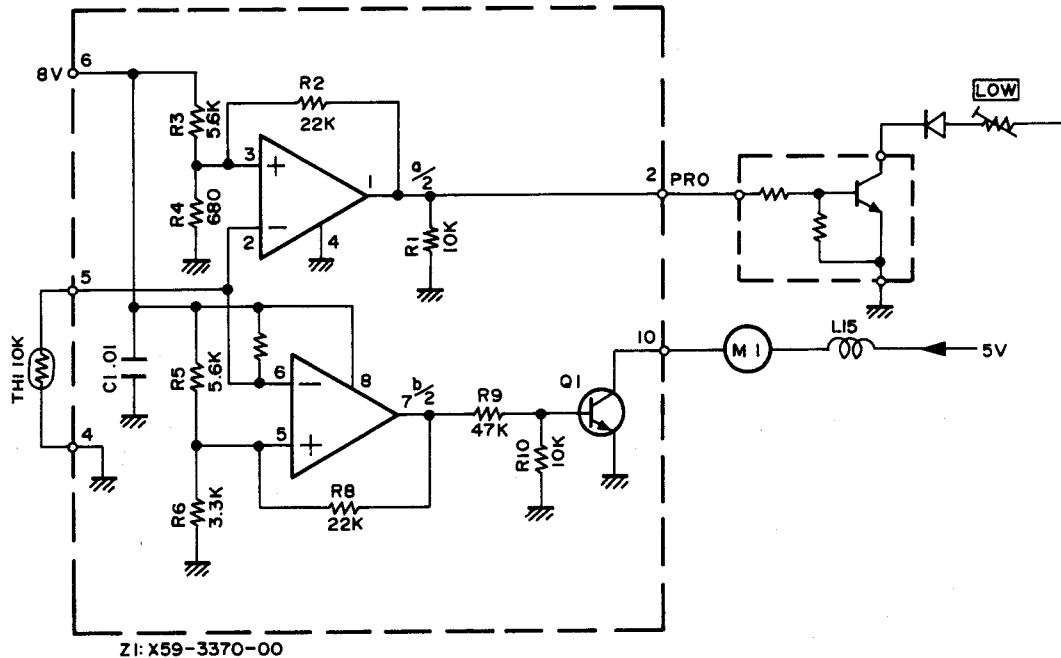 8V
6
R3
5.6K
R2
22K
3
+
1
a/2
2
PRO
LOW
R4
680
2
−
4
R1
10K
5
TH1 10K
C1 .01
R5
5.6K
6
−
8
7
b/2
R9
47K
Q1
10
M1
L15
5V
5
+
R10
10K
4
R6
3.3K
R8
22K
Z1: X59-3370-00